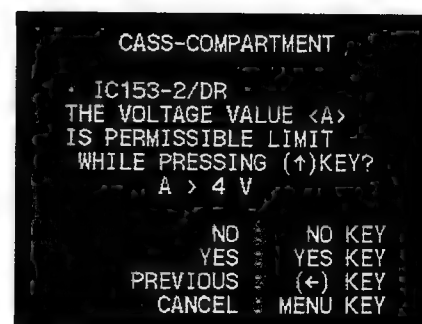 CASS-COMPARTMENT
· IC153-2/DR
THE VOLTAGE VALUE <A>
IS PERMISSIBLE LIMIT
WHILE PRESSING (↑)KEY?
A > 4 V
NO : NO KEY
YES : YES KEY
PREVIOUS : (←) KEY
CANCEL : MENU KEY